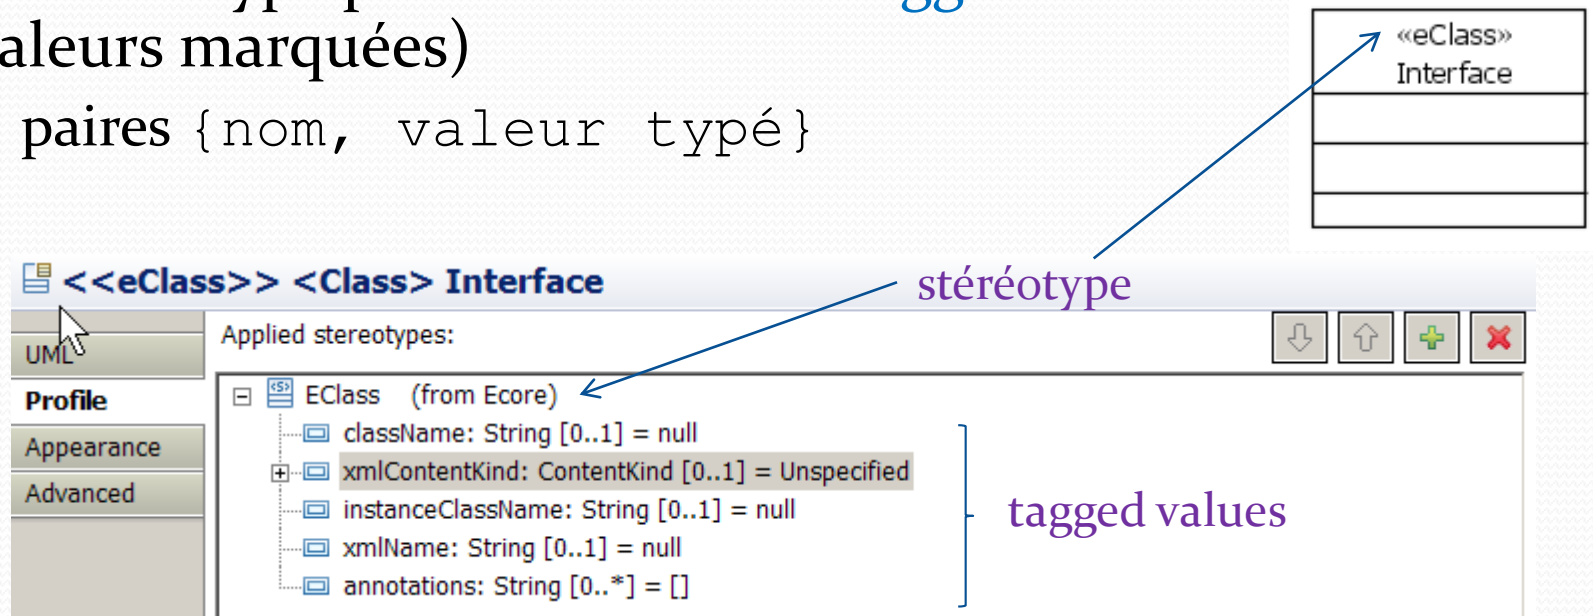 aleurs marquées)
paires {nom, valeur typé}
«eClass»
Interface
<<eClass>> <Class> Interface
stéréotype
UML
Profile
Appearance
Advanced
Applied stereotypes:
EClass (from Ecore)
className: String [0..1] = null
xmlContentKind: ContentKind [0..1] = Unspecified
instanceClassName: String [0..1] = null
xmlName: String [0..1] = null
annotations: String [0..*] = []
tagged values